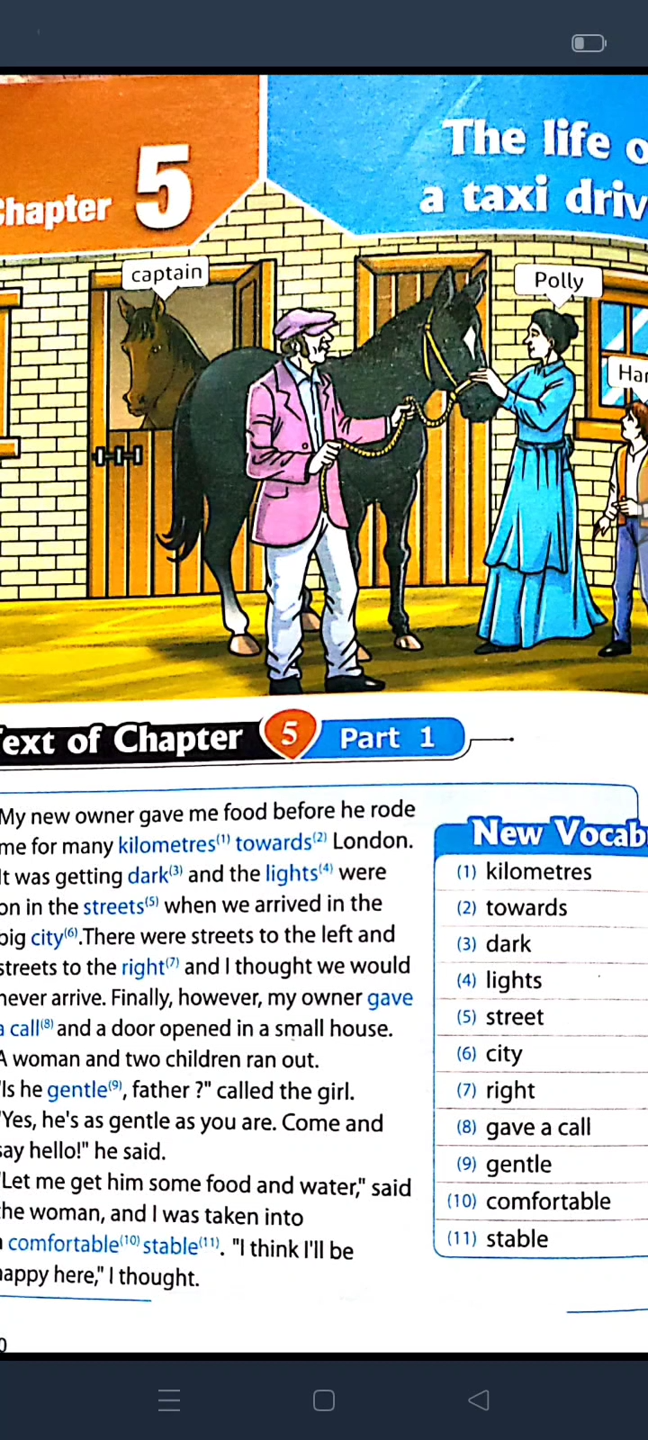 Chapter 5
The life o
a taxi driv
captain
Polly
Har
Text of Chapter 5 Part 1
My new owner gave me food before he rode
me for many kilometres(1) towards(2) London.
It was getting dark(3) and the lights(4) were
on in the streets(5) when we arrived in the
big city(6).There were streets to the left and
streets to the right(7) and I thought we would
never arrive. Finally, however, my owner gave
a call(8) and a door opened in a small house.
A woman and two children ran out.
"Is he gentle(9), father ?" called the girl.
"Yes, he's as gentle as you are. Come and
say hello!" he said.
"Let me get him some food and water," said
the woman, and I was taken into
a comfortable(10) stable(11). "I think I'll be
happy here," I thought.
New Vocab
(1) kilometres
(2) towards
(3) dark
(4) lights
(5) street
(6) city
(7) right
(8) gave a call
(9) gentle
(10) comfortable
(11) stable
0